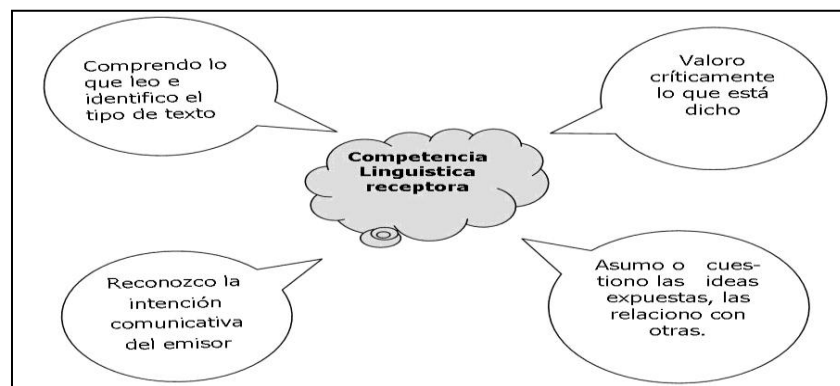 Comprendo lo
que leo e
identifico el
tipo de texto
Valoro
críticamente
lo que está
dicho
Competencia
Linguistica
receptora
Reconozco la
intención
comunicativa
del emisor
Asumo o cues-
tiono las ideas
expuestas, las
relaciono con
otras.